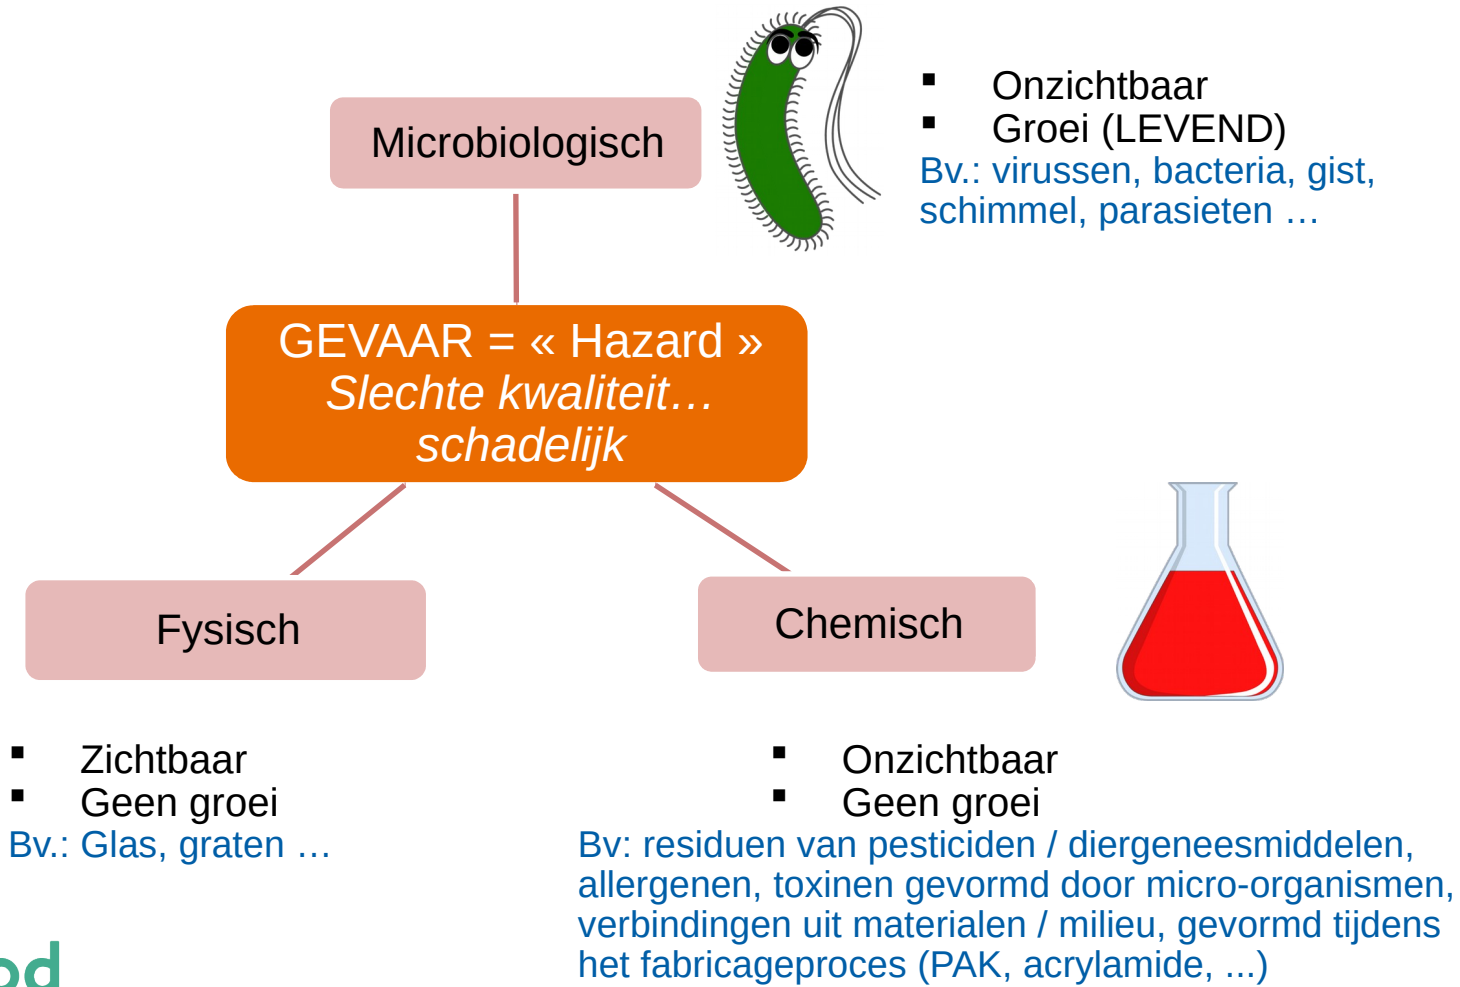 Microbiologisch
▪ Onzichtbaar
▪ Groei (LEVEND)
Bv.: virussen, bacteria, gist,
schimmel, parasieten …
GEVAAR = « Hazard »
Slechte kwaliteit…
schadelijk
Fysisch
▪ Zichtbaar
▪ Geen groei
Bv.: Glas, graten …
Chemisch
▪ Onzichtbaar
▪ Geen groei
Bv: residuen van pesticiden / diergeneesmiddelen,
allergenen, toxinen gevormd door micro-organismen,
verbindingen uit materialen / milieu, gevormd tijdens
het fabricageproces (PAK, acrylamide, ...)